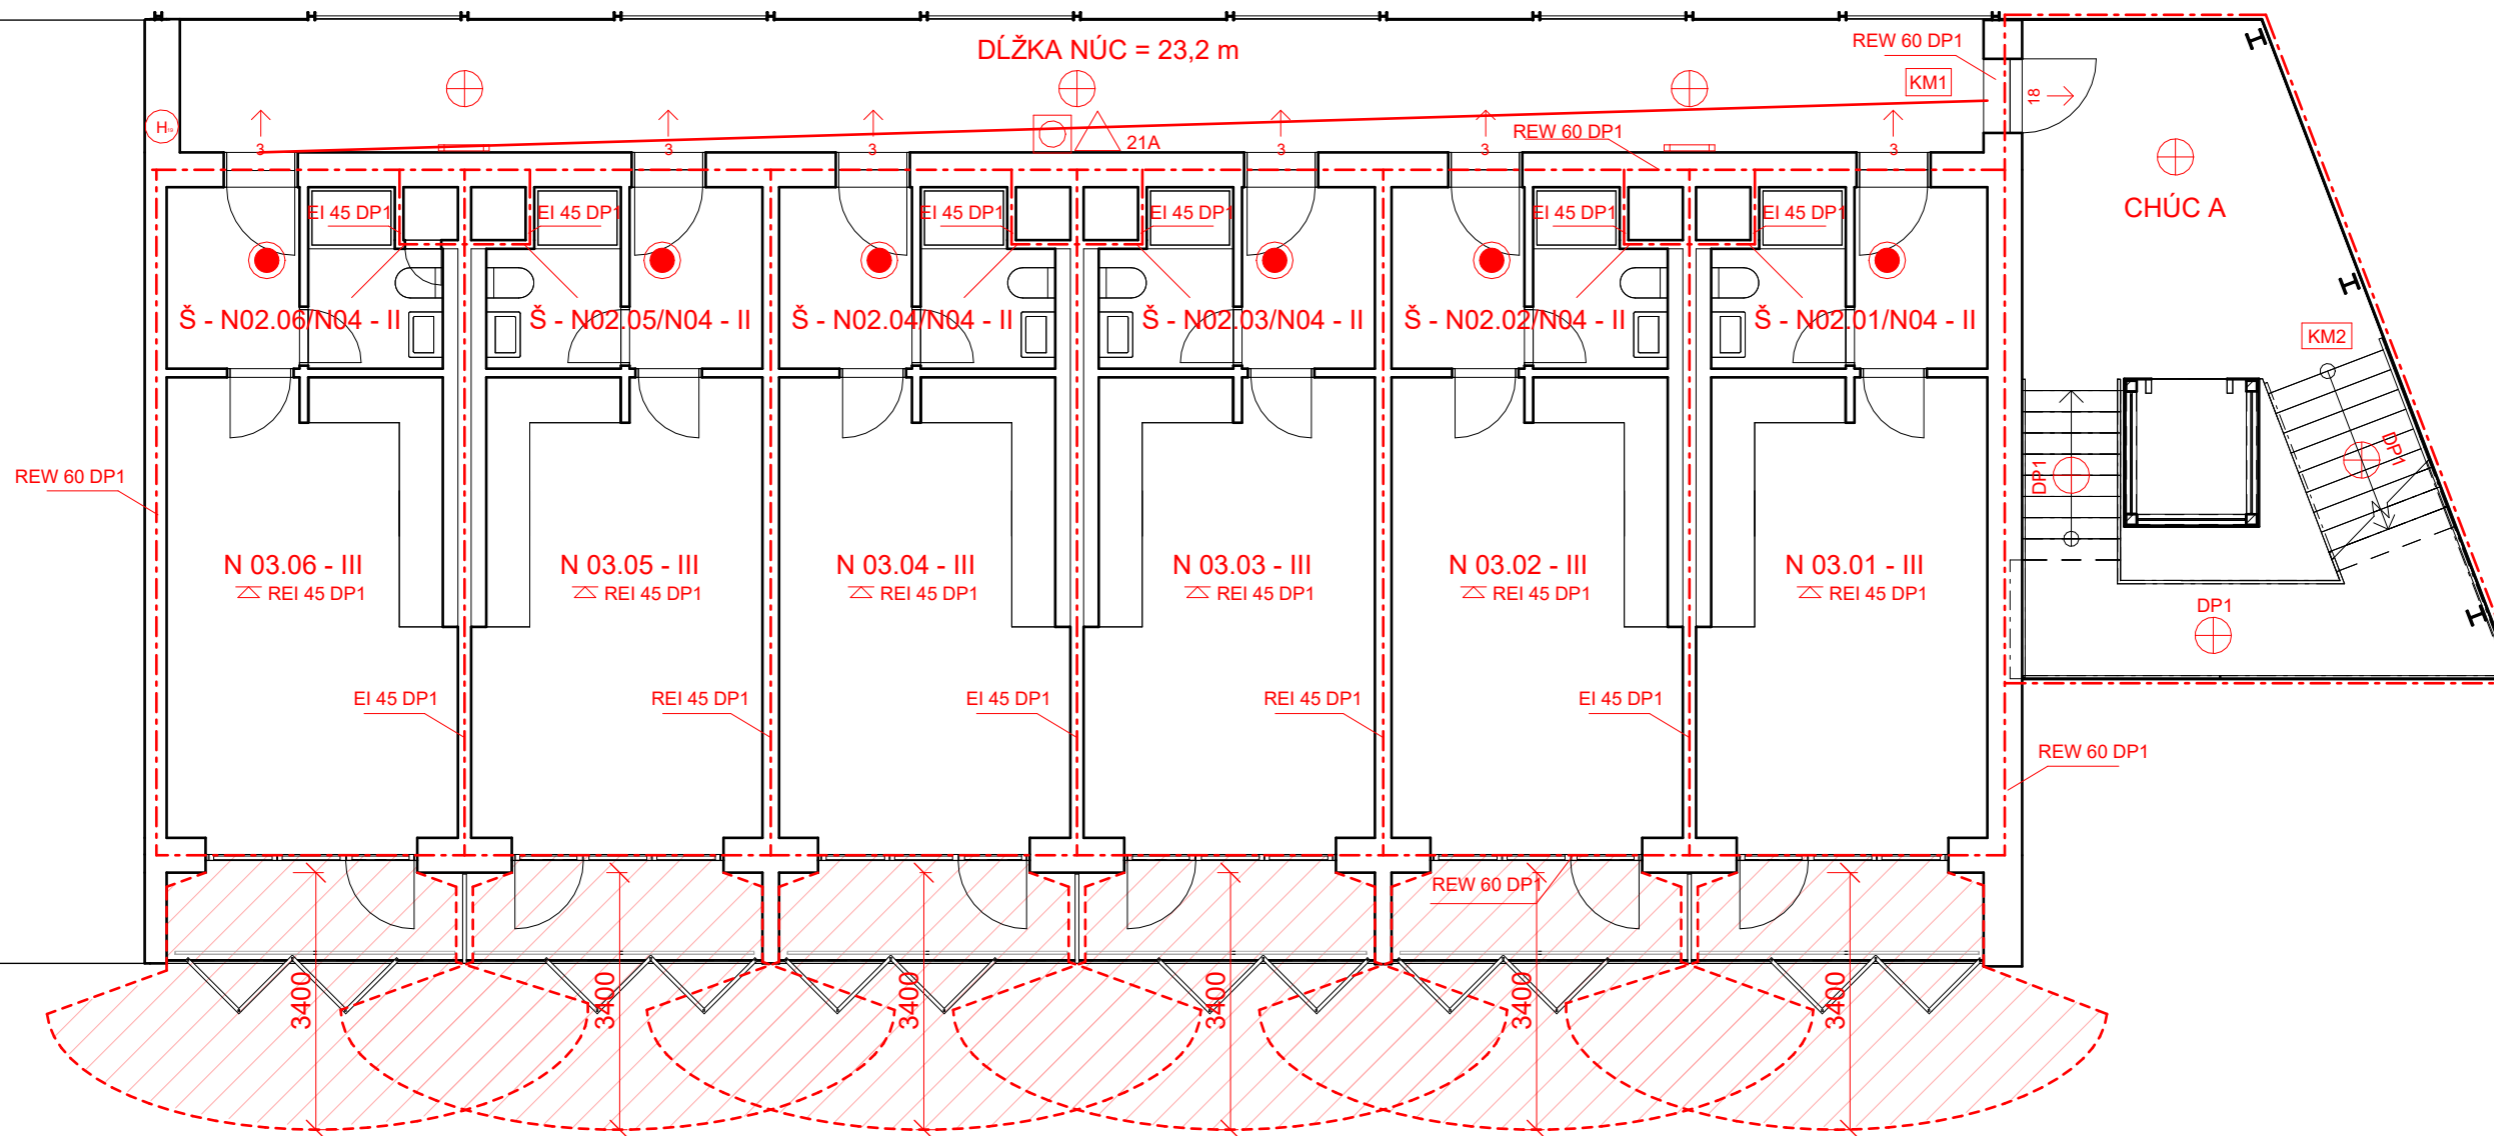 DĹŽKA NÚC = 23,2 m
REW 60 DP1
KM1
18
H
21A
REW 60 DP1
3
3
3
3
3
3
CHÚC A
EI 45 DP1
EI 45 DP1
EI 45 DP1
EI 45 DP1
EI 45 DP1
EI 45 DP1
Š - N02.06/N04 - II
Š - N02.05/N04 - II
Š - N02.04/N04 - II
Š - N02.03/N04 - II
Š - N02.02/N04 - II
Š - N02.01/N04 - II
KM2
REW 60 DP1
DP1
DP1
N 03.06 - III
N 03.05 - III
N 03.04 - III
N 03.03 - III
N 03.02 - III
N 03.01 - III
REI 45 DP1
REI 45 DP1
REI 45 DP1
REI 45 DP1
REI 45 DP1
REI 45 DP1
DP1
EI 45 DP1
REI 45 DP1
EI 45 DP1
REI 45 DP1
EI 45 DP1
REW 60 DP1
REW 60 DP1
3400
3400
3400
3400
3400
3400